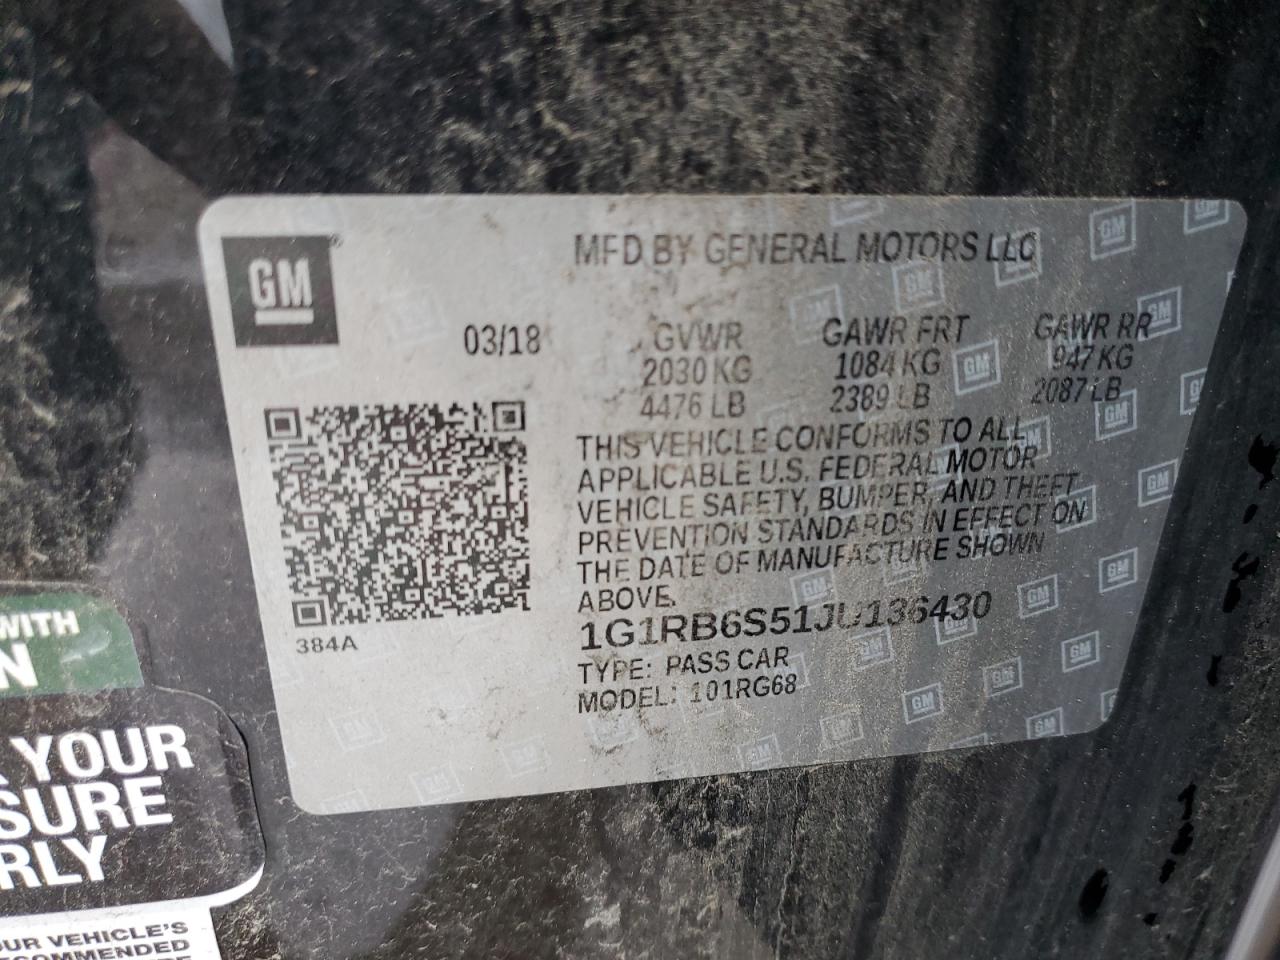 GM
MFD BY GENERAL MOTORS LLC
03/18
GVWR GAWR FRT GAWR RR
2030 KG 1084 KG 947 KG
4476 LB 2389 LB 2087 LB
THIS VEHICLE CONFORMS TO ALL
APPLICABLE U.S. FEDERAL MOTOR
VEHICLE SAFETY, BUMPER, AND THEFT
PREVENTION STANDARDS IN EFFECT ON
THE DATE OF MANUFACTURE SHOWN
ABOVE.
1G1RB6S51JU136430
TYPE: PASS CAR
MODEL: 101RG68
384A
WITH
N
YOUR
SURE
RLY
OUR VEHICLE'S
COMMENDED